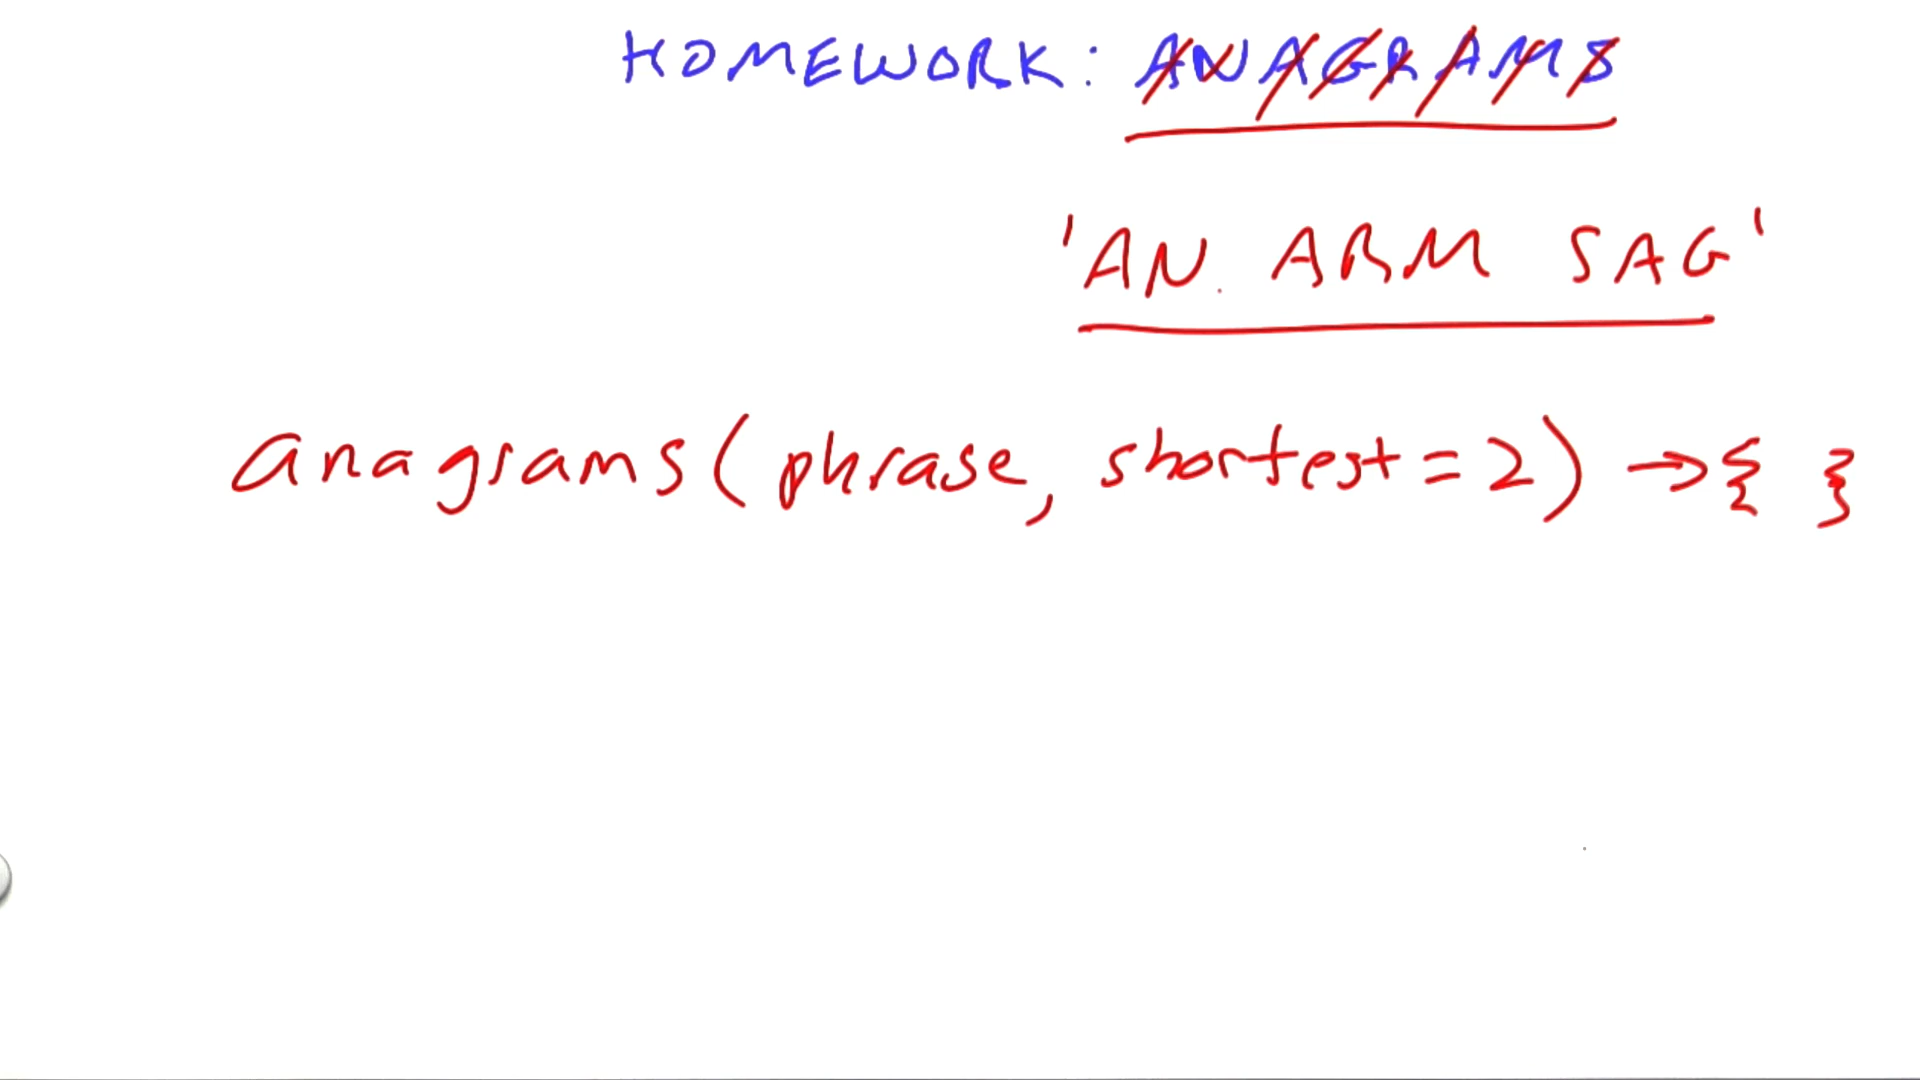 HOMEWORK: ANAGRAMS
'AN ARM SAG'
anagrams(phrase, shortest=2) →{ }